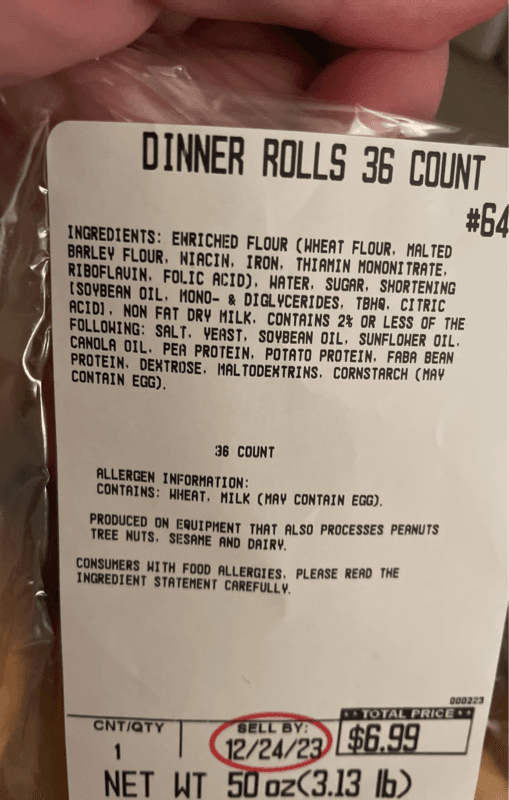 DINNER ROLLS 36 COUNT
#64
INGREDIENTS: ENRICHED FLOUR (WHEAT FLOUR, MALTED
BARLEY FLOUR, NIACIN, IRON, THIAMIN MONONITRATE,
RIBOFLAVIN, FOLIC ACID), WATER, SUGAR, SHORTENING
(SOYBEAN OIL, MONO- & DIGLYCERIDES, TBHQ, CITRIC
ACID), NON FAT DRY MILK, CONTAINS 2% OR LESS OF THE
FOLLOWING: SALT, YEAST, SOYBEAN OIL, SUNFLOWER OIL,
CANOLA OIL, PEA PROTEIN, POTATO PROTEIN, FABA BEAN
PROTEIN, DEXTROSE, MALTODEXTRINS, CORNSTARCH (MAY
CONTAIN EGG).
36 COUNT
ALLERGEN INFORMATION:
CONTAINS: WHEAT, MILK (MAY CONTAIN EGG).
PRODUCED ON EQUIPMENT THAT ALSO PROCESSES PEANUTS
TREE NUTS, SESAME AND DAIRY.
CONSUMERS WITH FOOD ALLERGIES, PLEASE READ THE
INGREDIENT STATEMENT CAREFULLY.
000223
CNT/QTY
1
SELL BY:
12/24/23
TOTAL PRICE
$6.99
NET WT 50 oz(3.13 lb)